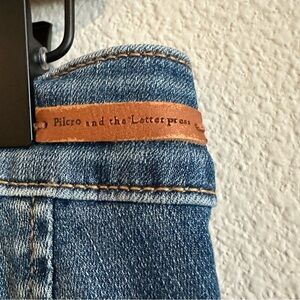 Pilcro and the Letterpress